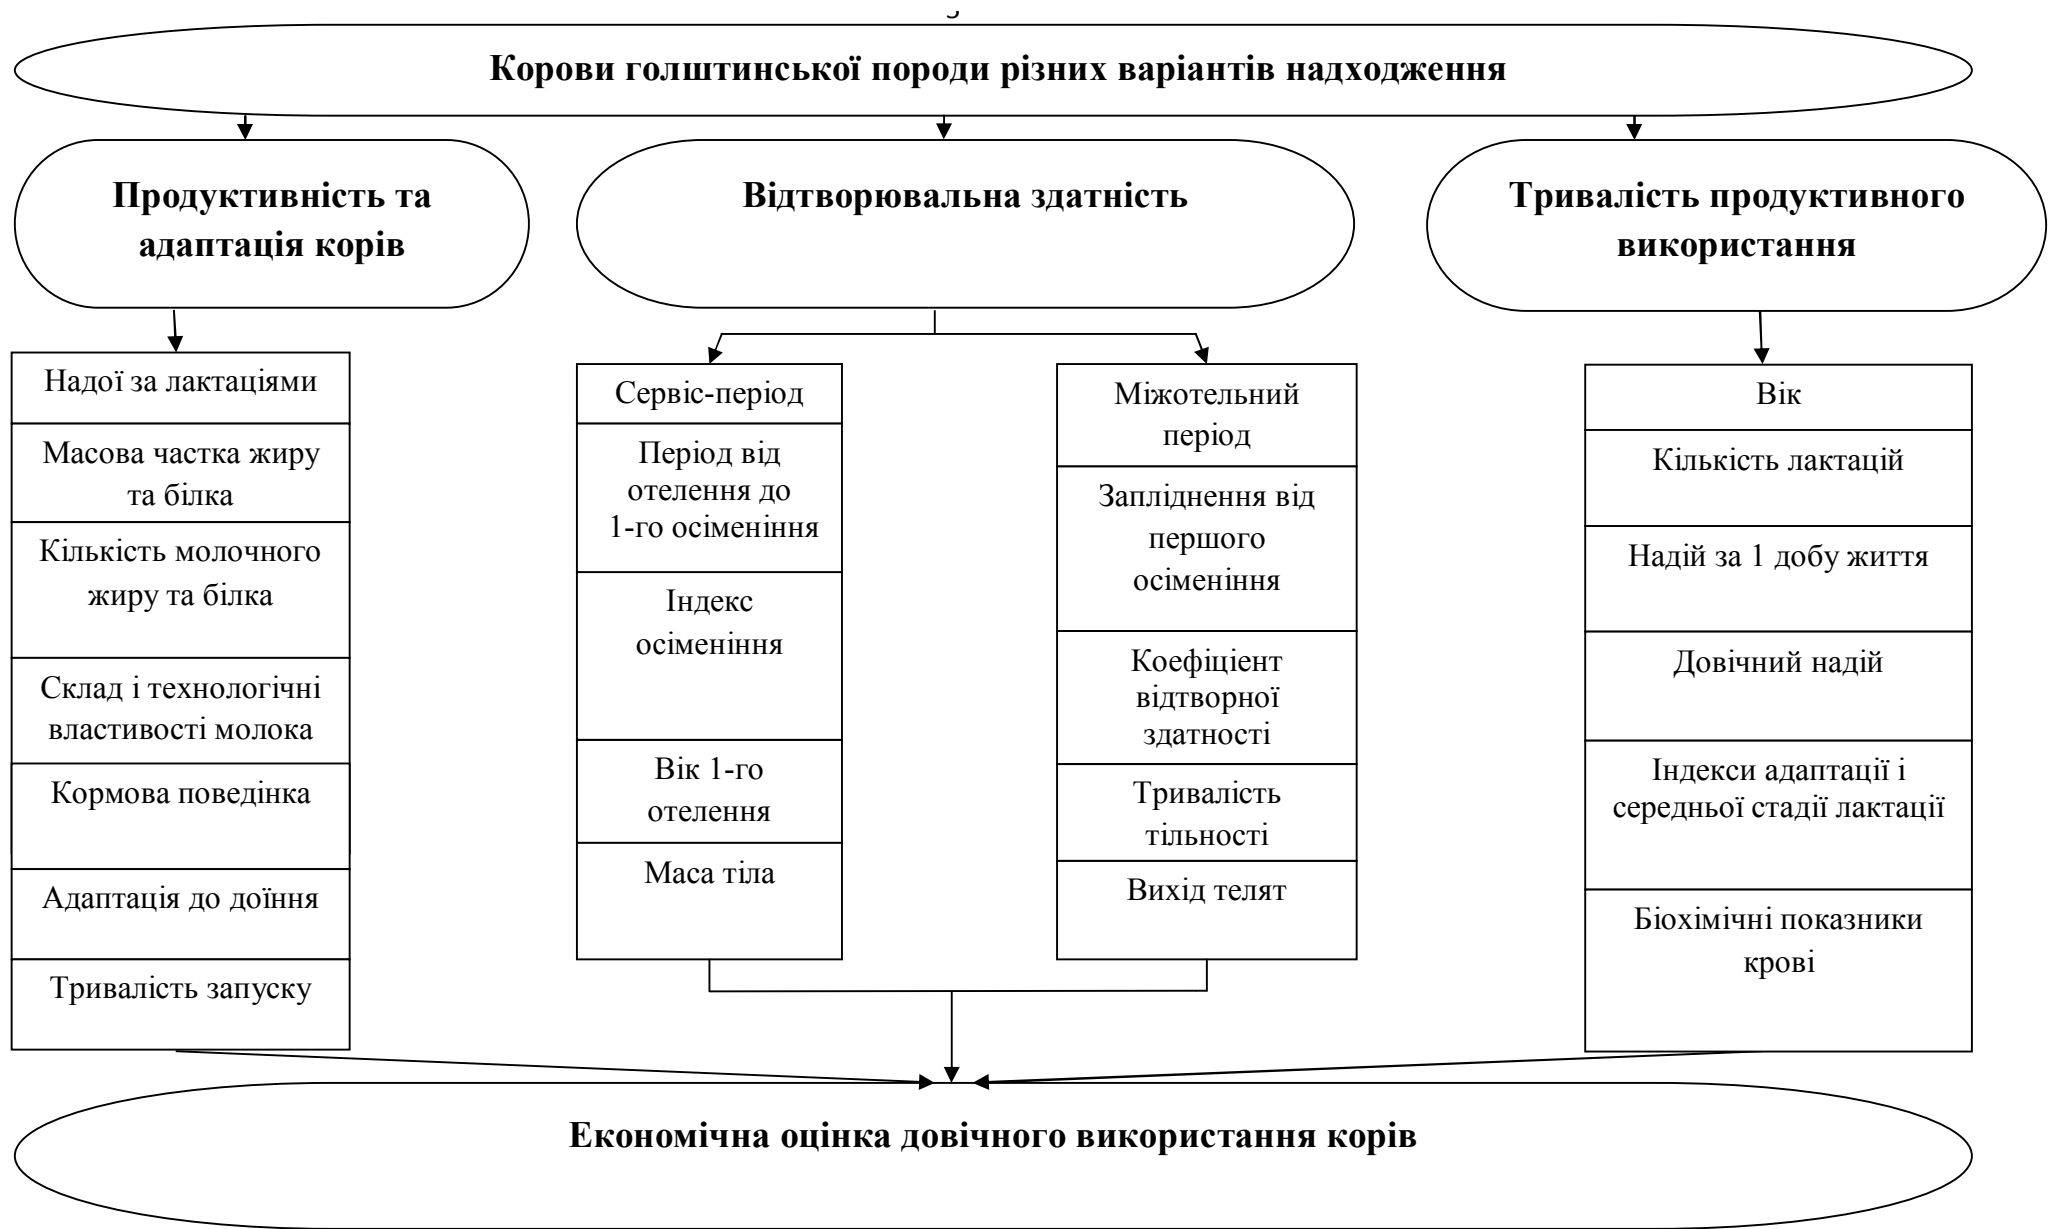 Корови голштинської породи різних варіантів надходження
Продуктивність та
адаптація корів
Відтворювальна здатність
Тривалість продуктивного
використання
Надої за лактаціями
Масова частка жиру
та білка
Кількість молочного
жиру та білка
Склад і технологічні
властивості молока
Кормова поведінка
Адаптація до доїння
Тривалість запуску
Сервіс-період
Період від
отелення до
1-го осіменіння
Індекс
осіменіння
Вік 1-го
отелення
Маса тіла
Міжотельний
період
Запліднення від
першого
осіменіння
Коефіцієнт
відтворної
здатності
Тривалість
тільності
Вихід телят
Вік
Кількість лактацій
Надій за 1 добу життя
Довічний надій
Індекси адаптації і
середньої стадії лактації
Біохімічні показники
крові
Економічна оцінка довічного використання корів